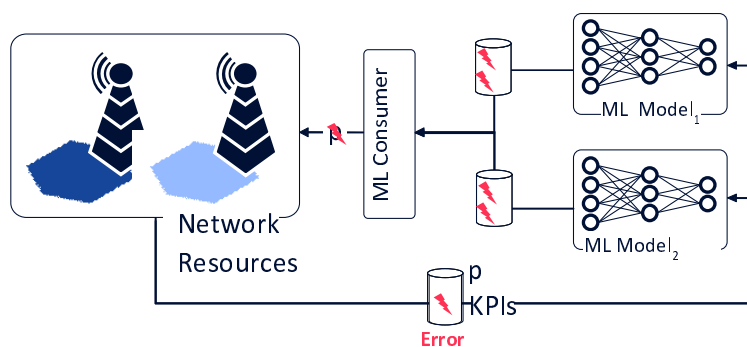 ML Model1
p
ML Consumer
ML Model2
Network
Resources
p
KPIs
Error